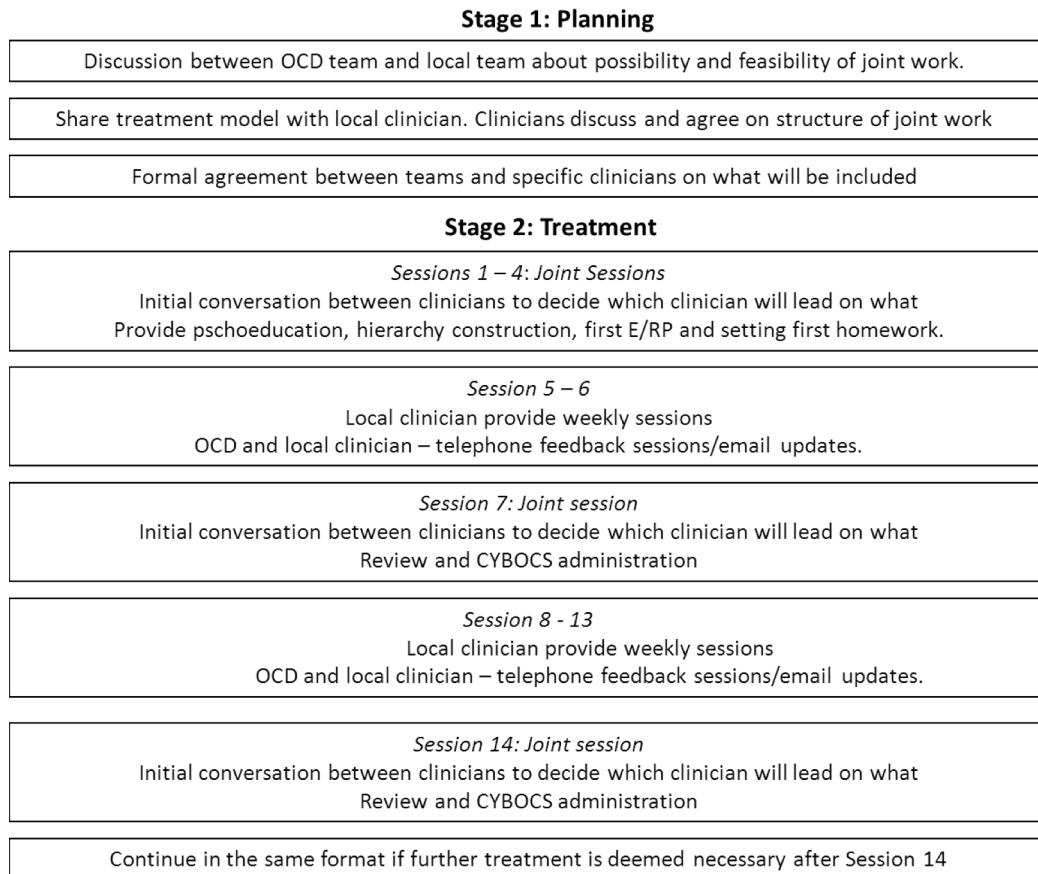 Stage 1: Planning
Discussion between OCD team and local team about possibility and feasibility of joint work.
Share treatment model with local clinician. Clinicians discuss and agree on structure of joint work
Formal agreement between teams and specific clinicians on what will be included
Stage 2: Treatment
Sessions 1 – 4: Joint Sessions
Initial conversation between clinicians to decide which clinician will lead on what
Provide pschoeducation, hierarchy construction, first E/RP and setting first homework.
Session 5 – 6
Local clinician provide weekly sessions
OCD and local clinician – telephone feedback sessions/email updates.
Session 7: Joint session
Initial conversation between clinicians to decide which clinician will lead on what
Review and CYBOCS administration
Session 8 - 13
Local clinician provide weekly sessions
OCD and local clinician – telephone feedback sessions/email updates.
Session 14: Joint session
Initial conversation between clinicians to decide which clinician will lead on what
Review and CYBOCS administration
Continue in the same format if further treatment is deemed necessary after Session 14